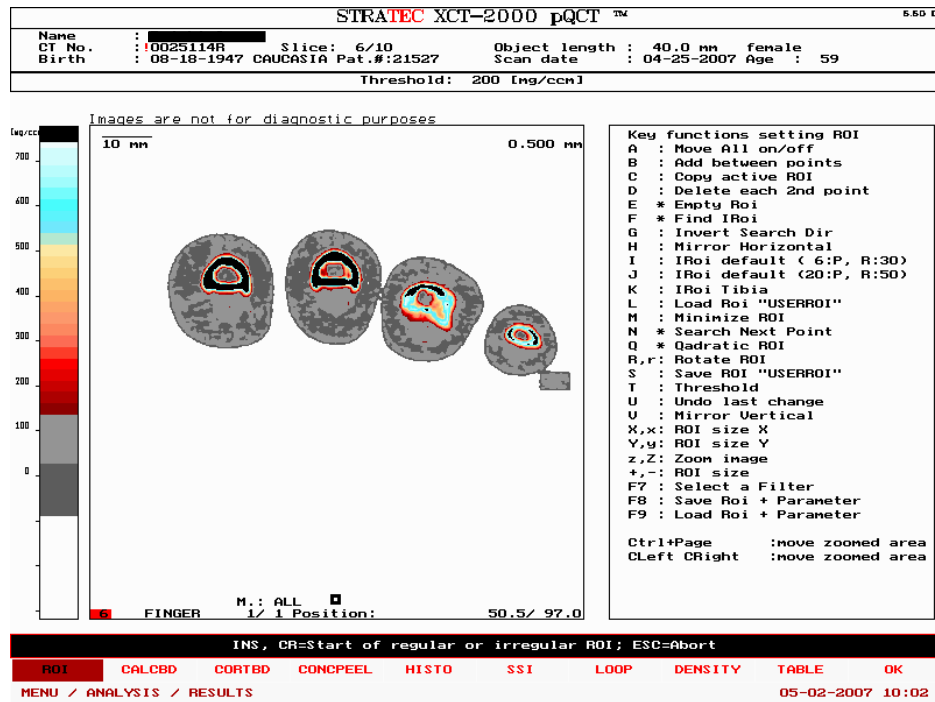 STRATEC XCT-2000 pQCT ™
Name :
CT No. :!0025114R Slice: 6/10 Object length : 40.0 mm female
Birth : 08-18-1947 CAUCASIA Pat.#:21527 Scan date : 04-25-2007 Age : 59
Threshold: 200 [mg/ccm]
Images are not for diagnostic purposes
10 mm 0.500 mm
700
600
500
400
300
200
100
0
6 FINGER
M.: ALL
1/ 1 Position: 50.5/ 97.0
Key functions setting ROI
A : Move All on/off
B : Add between points
C : Copy active ROI
D : Delete each 2nd point
E * Empty Roi
F * Find IRoi
G : Invert Search Dir
H : Mirror Horizontal
I : IRoi default ( 6:P, R:30)
J : IRoi default (20:P, R:50)
K : IRoi Tibia
L : Load Roi "USERROI"
M : Minimize ROI
N * Search Next Point
Q * Qadratic ROI
R,r: Rotate ROI
S : Save ROI "USERROI"
T : Threshold
U : Undo last change
V : Mirror Vertical
X,x: ROI size X
Y,y: ROI size Y
z,Z: Zoom image
+,-: ROI size
F7 : Select a Filter
F8 : Save Roi + Parameter
F9 : Load Roi + Parameter
Ctrl+Page :move zoomed area
CLeft CRight :move zoomed area
INS, CR=Start of regular or irregular ROI; ESC=Abort
ROI CALCBD CORTBD CONCPEEL HISTO SSI LOOP DENSITY TABLE OK
MENU / ANALYSIS / RESULTS 05-02-2007 10:02